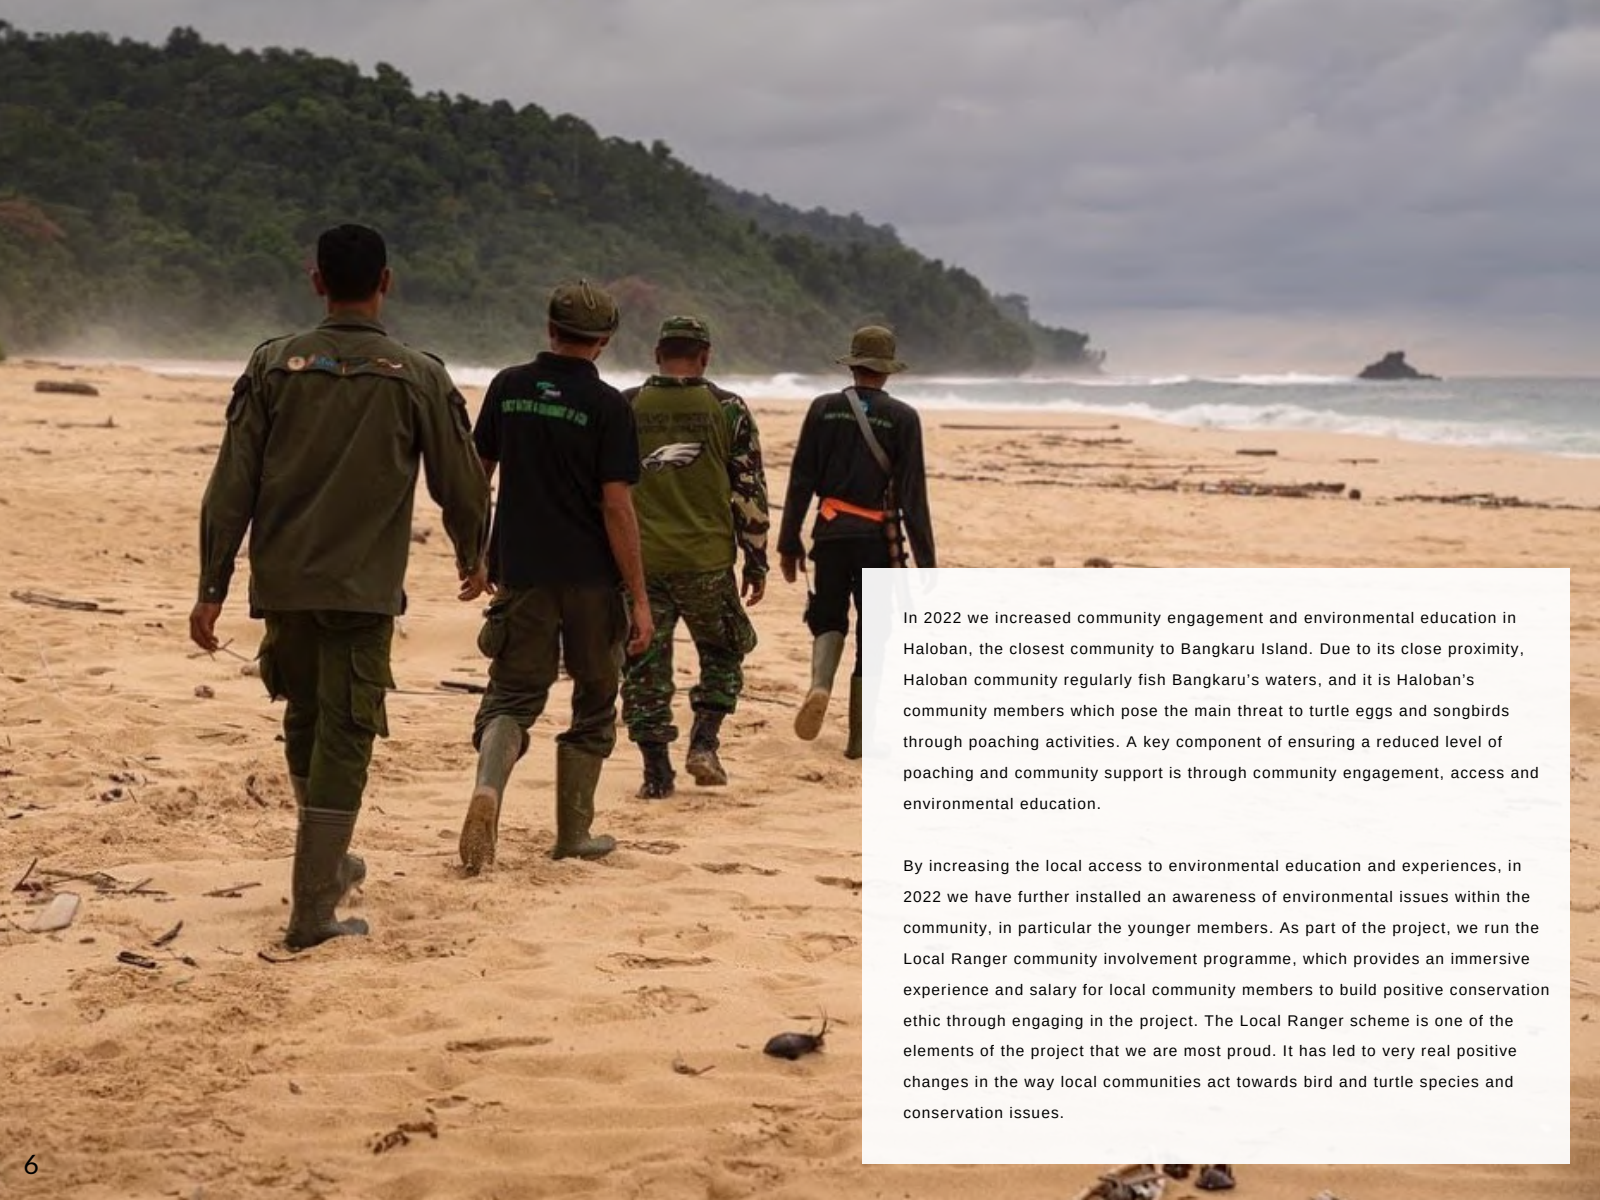 In 2022 we increased community engagement and environmental education in
Haloban, the closest community to Bangkaru Island. Due to its close proximity,
Haloban community regularly fish Bangkaru’s waters, and it is Haloban’s
community members which pose the main threat to turtle eggs and songbirds
through poaching activities. A key component of ensuring a reduced level of
poaching and community support is through community engagement, access and
environmental education.
By increasing the local access to environmental education and experiences, in
2022 we have further installed an awareness of environmental issues within the
community, in particular the younger members. As part of the project, we run the
Local Ranger community involvement programme, which provides an immersive
experience and salary for local community members to build positive conservation
ethic through engaging in the project. The Local Ranger scheme is one of the
elements of the project that we are most proud. It has led to very real positive
changes in the way local communities act towards bird and turtle species and
conservation issues.
6